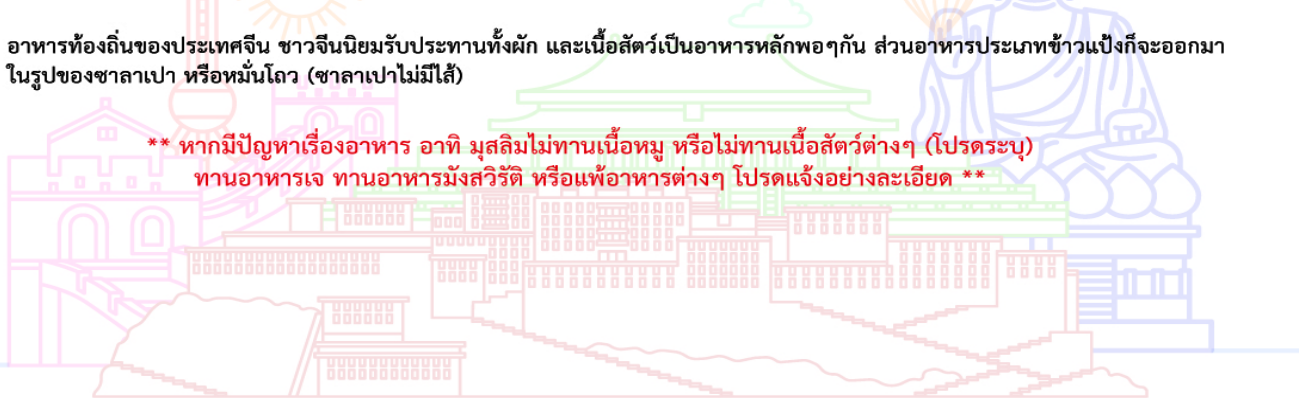 อาหารท้องถิ่นของประเทศจีน ชาวจีนนิยมรับประทานทั้งผัก และเนื้อสัตว์เป็นอาหารหลักพอๆกัน ส่วนอาหารประเภทข้าวแป้งก็จะออกมา
ในรูปของซาลาเปา หรือหมั่นโถว (ซาลาเปาไม่มีไส้)
** หากมีปัญหาเรื่องอาหาร อาทิ มุสลิมไม่ทานเนื้อหมู หรือไม่ทานเนื้อสัตว์ต่างๆ (โปรดระบุ)
ทานอาหารเจ ทานอาหารมังสวิรัติ หรือแพ้อาหารต่างๆ โปรดแจ้งอย่างละเอียด **